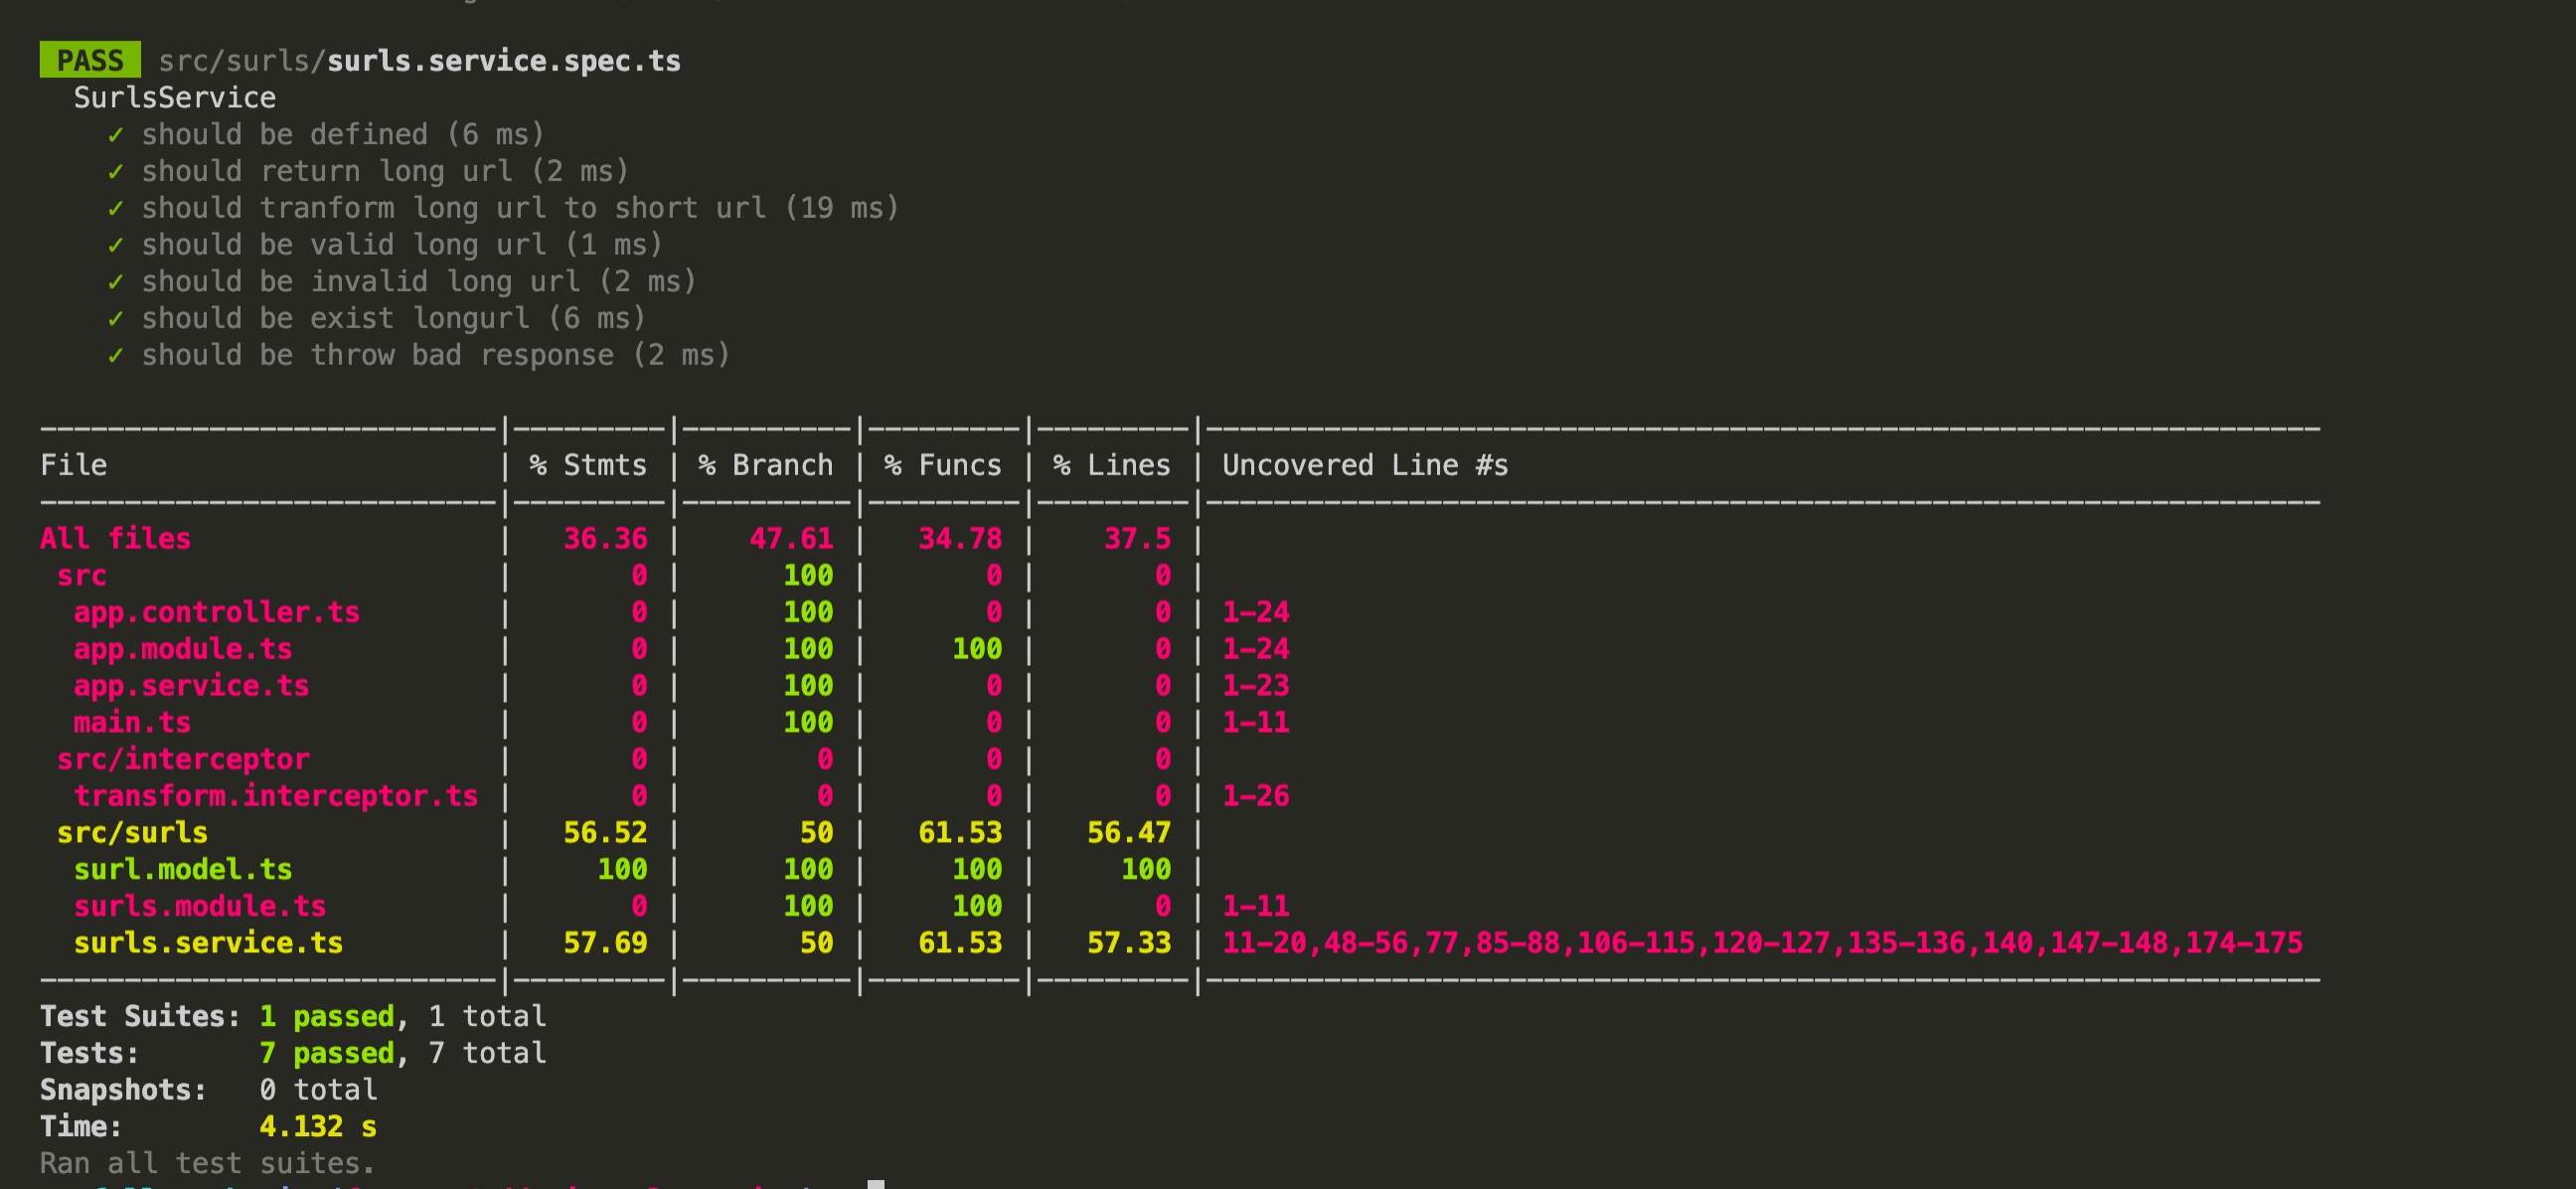 PASS src/surls/surls.service.spec.ts
SurlsService
✓ should be defined (6 ms)
✓ should return long url (2 ms)
✓ should tranform long url to short url (19 ms)
✓ should be valid long url (1 ms)
✓ should be invalid long url (2 ms)
✓ should be exist longurl (6 ms)
✓ should be throw bad response (2 ms)
File | % Stmts | % Branch | % Funcs | % Lines | Uncovered Line #s
All files | 36.36 | 47.61 | 34.78 | 37.5 |
src | 0 | 100 | 0 | 0 |
app.controller.ts | 0 | 100 | 0 | 0 | 1-24
app.module.ts | 0 | 100 | 100 | 0 | 1-24
app.service.ts | 0 | 100 | 0 | 0 | 1-23
main.ts | 0 | 100 | 0 | 0 | 1-11
src/interceptor | 0 | 0 | 0 | 0 |
transform.interceptor.ts | 0 | 0 | 0 | 0 | 1-26
src/surls | 56.52 | 50 | 61.53 | 56.47 |
surl.model.ts | 100 | 100 | 100 | 100 |
surls.module.ts | 0 | 100 | 100 | 0 | 1-11
surls.service.ts | 57.69 | 50 | 61.53 | 57.33 | 11-20,48-56,77,85-88,106-115,120-127,135-136,140,147-148,174-175
Test Suites: 1 passed, 1 total
Tests: 7 passed, 7 total
Snapshots: 0 total
Time: 4.132 s
Ran all test suites.